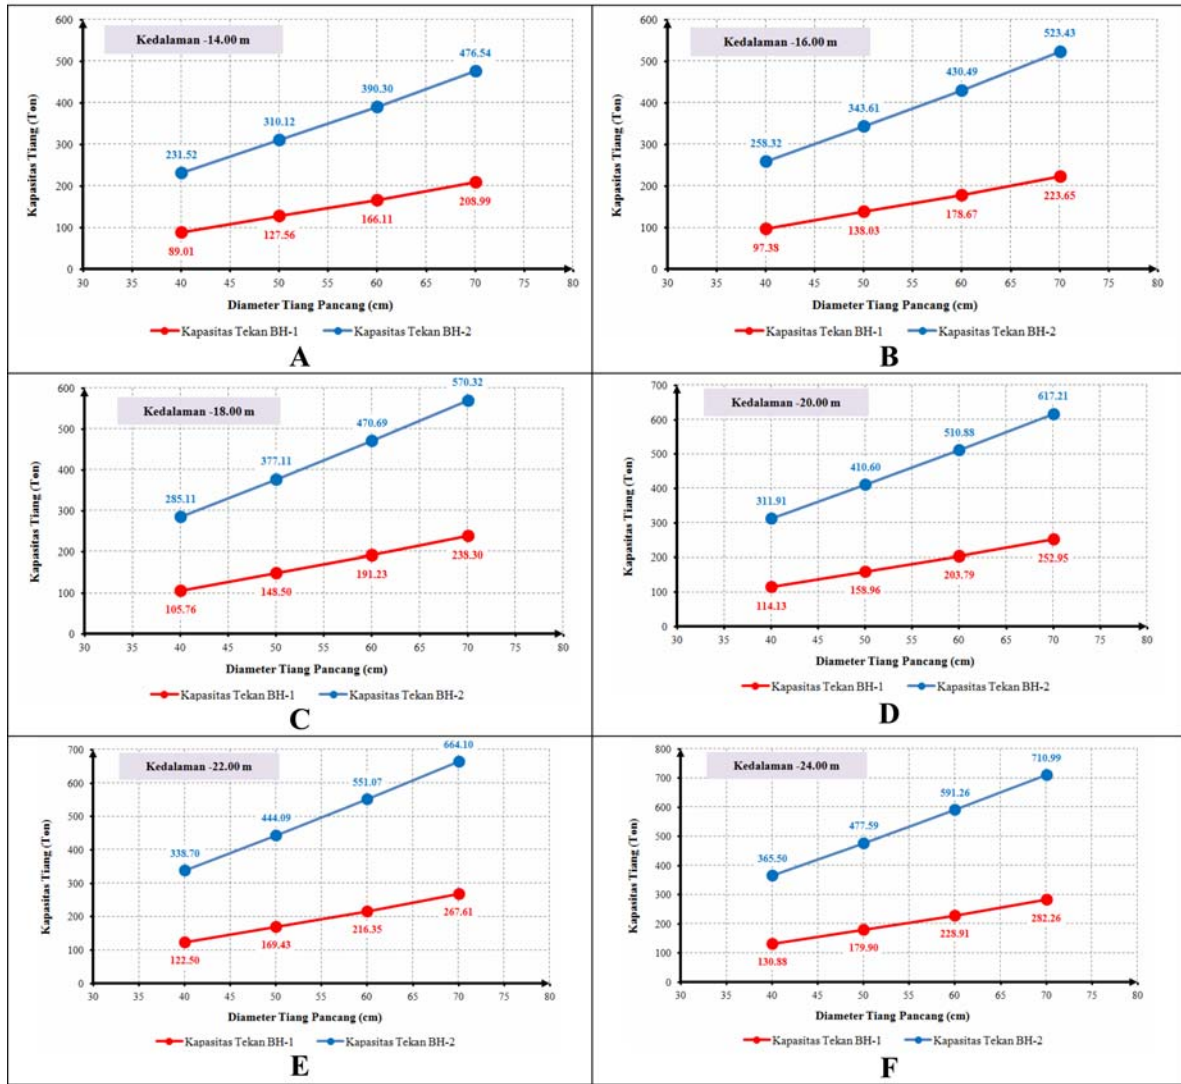 Kedalaman -14.00 m
Kapasitas Tiang (Ton)
600
500
400
300
200
100
0
231.52
310.12
390.30
476.54
89.01
127.56
166.11
208.99
30 35 40 45 50 55 60 65 70 75 80
Diameter Tiang Pancang (cm)
Kapasitas Tekan BH-1 Kapasitas Tekan BH-2
A
Kedalaman -16.00 m
Kapasitas Tiang (Ton)
600
500
400
300
200
100
0
258.32
343.61
430.49
523.43
97.38
138.03
178.67
223.65
30 35 40 45 50 55 60 65 70 75 80
Diameter Tiang Pancang (cm)
Kapasitas Tekan BH-1 Kapasitas Tekan BH-2
B
Kedalaman -18.00 m
Kapasitas Tiang (Ton)
600
500
400
300
200
100
0
285.11
377.11
470.69
570.32
105.76
148.50
191.23
238.30
30 35 40 45 50 55 60 65 70 75 80
Diameter Tiang Pancang (cm)
Kapasitas Tekan BH-1 Kapasitas Tekan BH-2
C
Kedalaman -20.00 m
Kapasitas Tiang (Ton)
700
600
500
400
300
200
100
0
311.91
410.60
510.88
617.21
114.13
158.96
203.79
252.95
30 35 40 45 50 55 60 65 70 75 80
Diameter Tiang Pancang (cm)
Kapasitas Tekan BH-1 Kapasitas Tekan BH-2
D
Kedalaman -22.00 m
Kapasitas Tiang (Ton)
700
600
500
400
300
200
100
0
338.70
444.09
551.07
664.10
122.50
169.43
216.35
267.61
30 35 40 45 50 55 60 65 70 75 80
Diameter Tiang Pancang (cm)
Kapasitas Tekan BH-1 Kapasitas Tekan BH-2
E
Kedalaman -24.00 m
Kapasitas Tiang (Ton)
800
700
600
500
400
300
200
100
0
365.50
477.59
591.26
710.99
130.88
179.90
228.91
282.26
30 35 40 45 50 55 60 65 70 75 80
Diameter Tiang Pancang (cm)
Kapasitas Tekan BH-1 Kapasitas Tekan BH-2
F